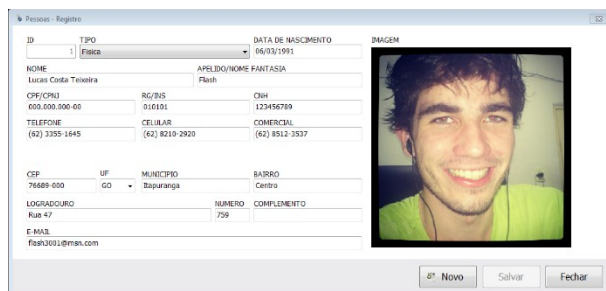 Pessoas - Registro
ID TIPO DATA DE NASCIMENTO IMAGEM
1 Física 06/03/1991
NOME APELIDO/NOME FANTASIA
Lucas Costa Teixeira Flash
CPF/CPNJ RG/INS CNH
000.000.000-00 010101 123456789
TELEFONE CELULAR COMERCIAL
(62) 3355-1645 (62) 8210-2920 (62) 8512-3537
CEP UF MUNICIPIO BAIRRO
76689-000 GO Itapuranga Centro
LOGRADOURO NUMERO COMPLEMENTO
Rua 47 759
E-MAIL
flash3001@msn.com
Novo Salvar Fechar